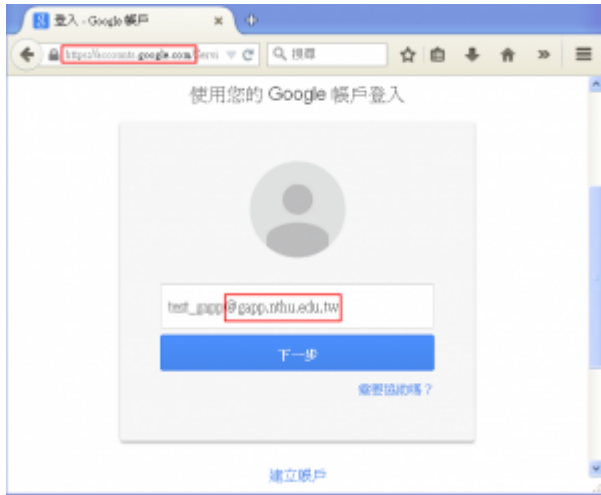 登入 - Google 帳戶
https://accounts.google.com/Servi
搜尋
使用您的 Google 帳戶登入
test_gapp@gapp.nthu.edu.tw
下一步
需要協助嗎？
建立帳戶